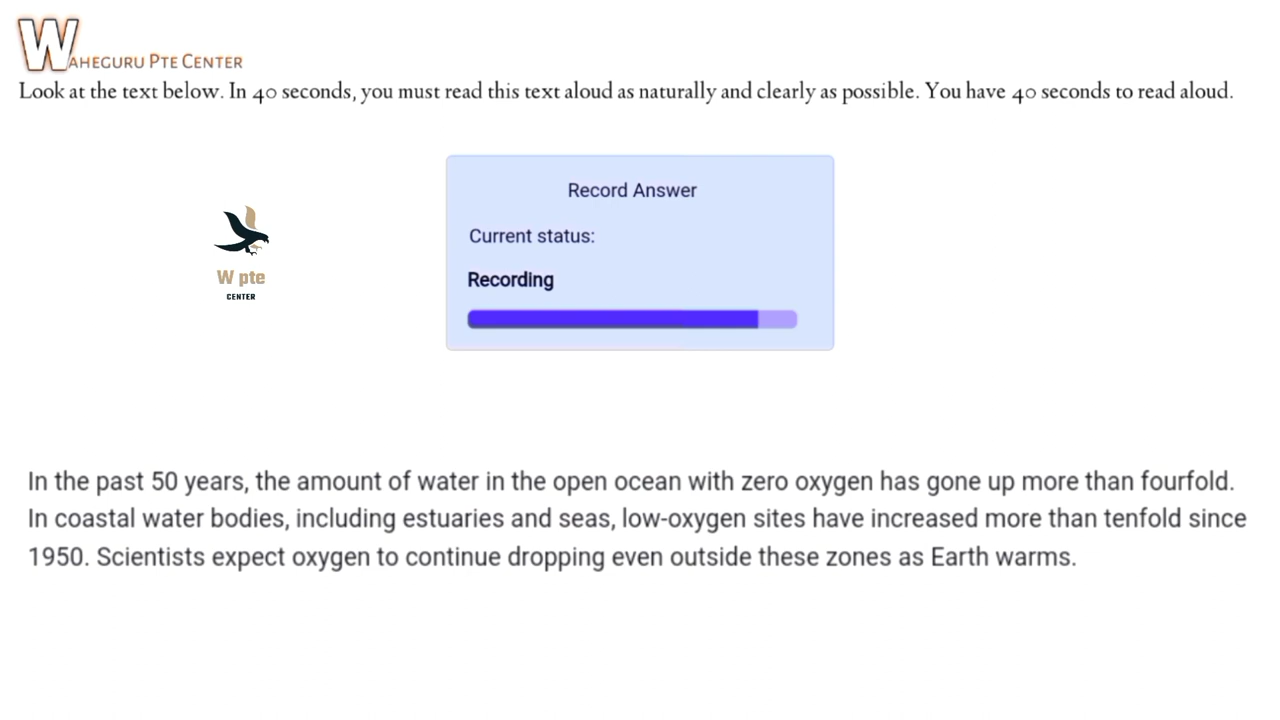 WAHEGURU PTE CENTER
Look at the text below. In 40 seconds, you must read this text aloud as naturally and clearly as possible. You have 40 seconds to read aloud.
Record Answer
Current status:
Recording
W pte
CENTER
In the past 50 years, the amount of water in the open ocean with zero oxygen has gone up more than fourfold.
In coastal water bodies, including estuaries and seas, low-oxygen sites have increased more than tenfold since
1950. Scientists expect oxygen to continue dropping even outside these zones as Earth warms.